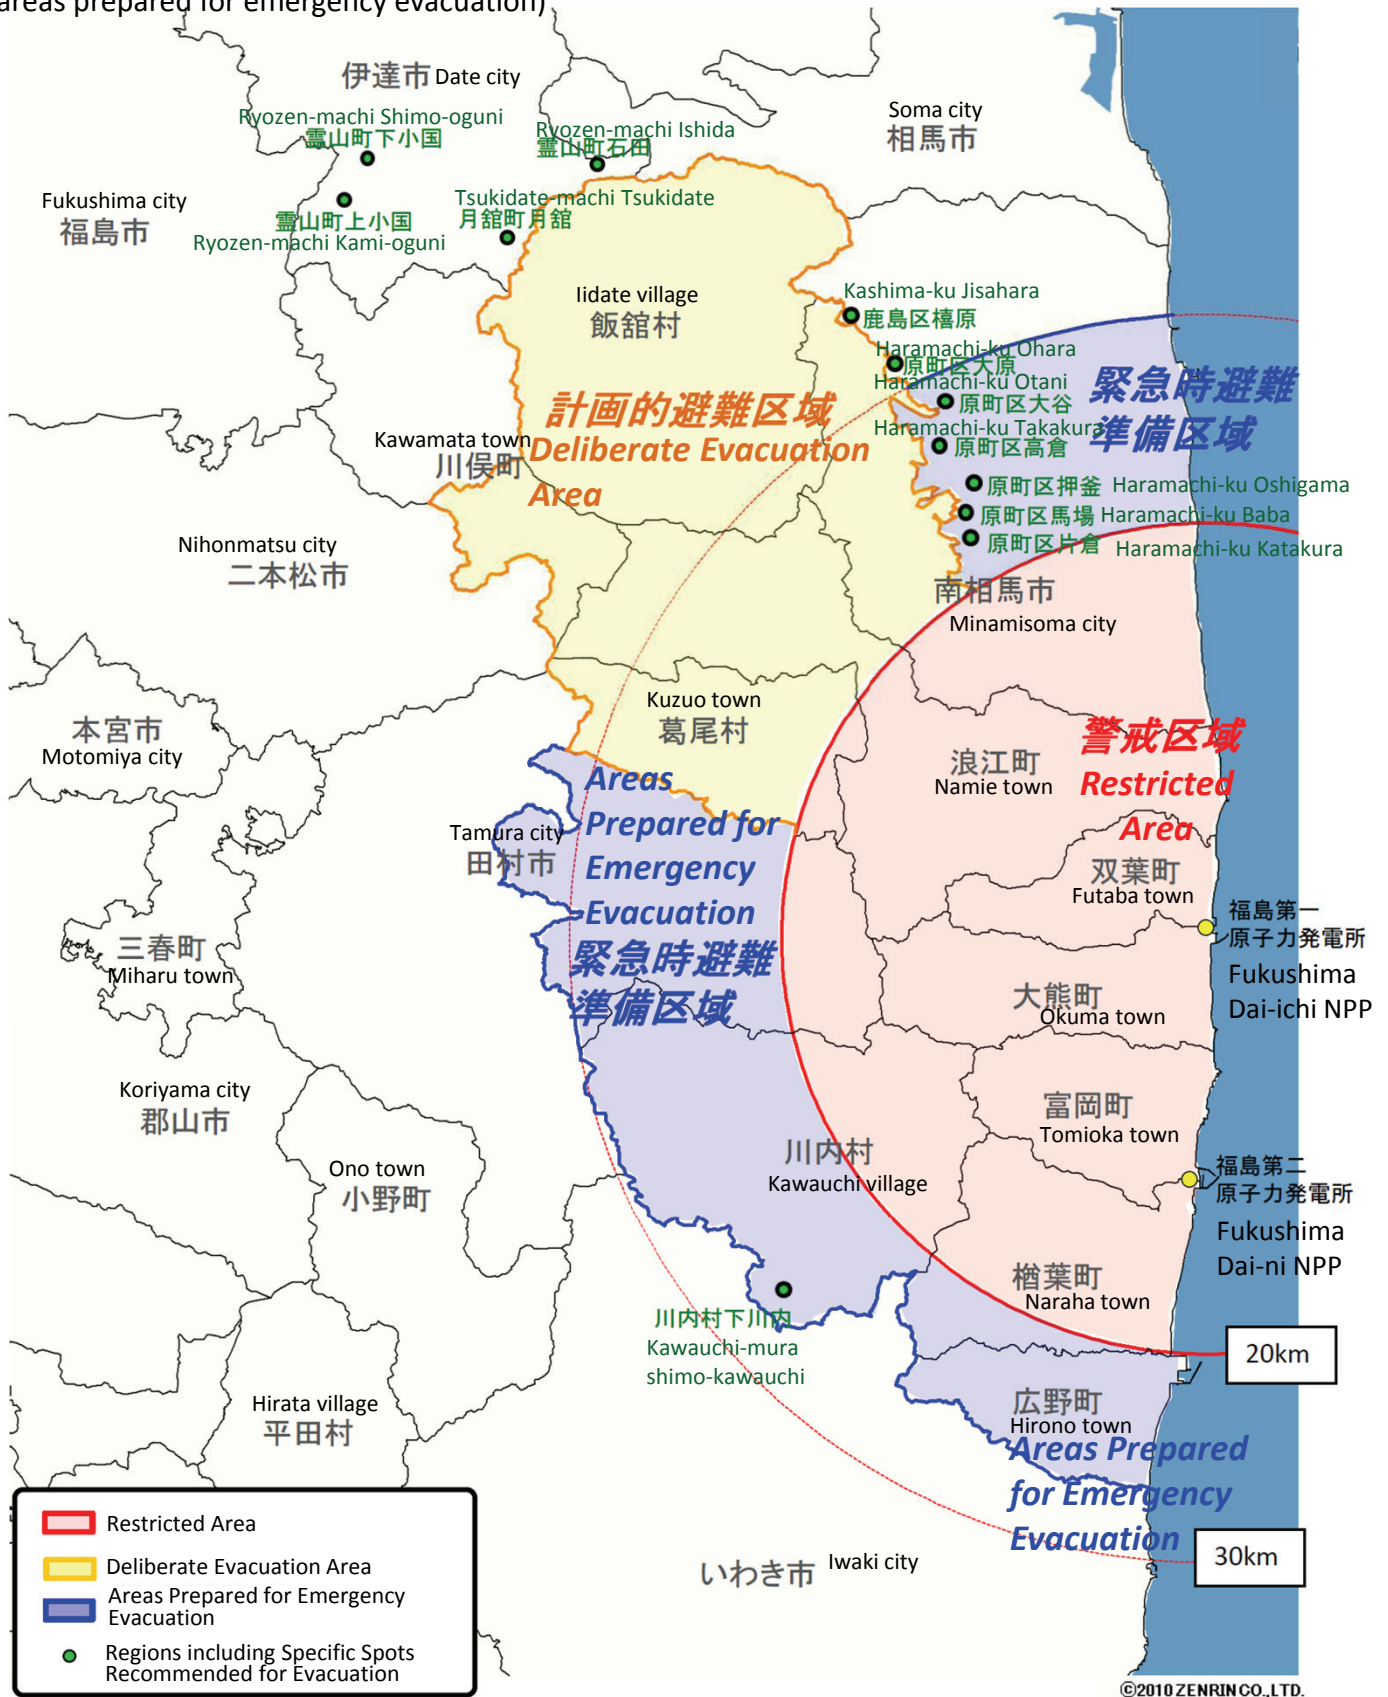 areas prepared for emergency evacuation)
伊達市 Date city
Ryozen-machi Shimo-oguni
霊山町下小国
Ryozen-machi Ishida
霊山町石田
Soma city
相馬市
Fukushima city
福島市
霊山町上小国
Ryozen-machi Kami-oguni
Tsukidate-machi Tsukidate
月舘町月舘
Iidate village
飯舘村
Kashima-ku Jisahara
鹿島区橲原
Haramachi-ku Ohara
原町区大原
Haramachi-ku Otani
原町区大谷
緊急時避難
準備区域
計画的避難区域
Deliberate Evacuation
Area
Haramachi-ku Takakura
原町区高倉
Kawamata town
川俣町
原町区押釜 Haramachi-ku Oshigama
原町区馬場 Haramachi-ku Baba
原町区片倉 Haramachi-ku Katakura
Nihonmatsu city
二本松市
南相馬市
Minamisoma city
Kuzuo town
葛尾村
本宮市
Motomiya city
浪江町
Namie town
警戒区域
Restricted
Area
Areas
Prepared for
Emergency
Evacuation
緊急時避難
準備区域
Tamura city
田村市
双葉町
Futaba town
福島第一
原子力発電所
Fukushima
Dai-ichi NPP
三春町
Miharu town
大熊町
Okuma town
Koriyama city
郡山市
富岡町
Tomioka town
川内村
Kawauchi village
Ono town
小野町
福島第二
原子力発電所
Fukushima
Dai-ni NPP
楢葉町
Naraha town
川内村下川内
Kawauchi-mura
shimo-kawauchi
20km
Hirata village
平田村
広野町
Hirono town
Areas Prepared
for Emergency
Evacuation
30km
いわき市 Iwaki city
Restricted Area
Deliberate Evacuation Area
Areas Prepared for Emergency
Evacuation
Regions including Specific Spots
Recommended for Evacuation
©2010 ZENRIN CO.,LTD.